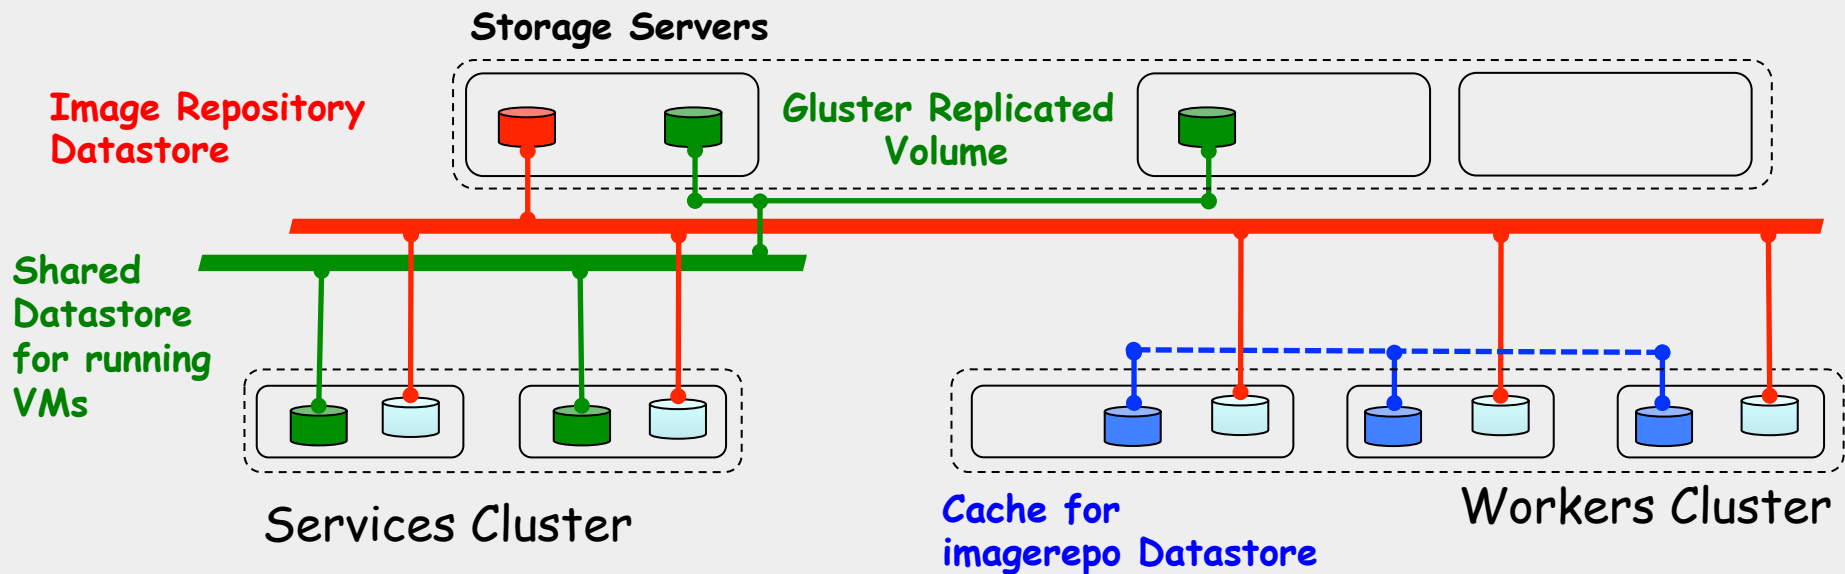 Storage Servers
Image Repository
Datastore
Gluster Replicated
Volume
Shared
Datastore
for running
VMs
Services Cluster
Cache for
imagerepo Datastore
Workers Cluster